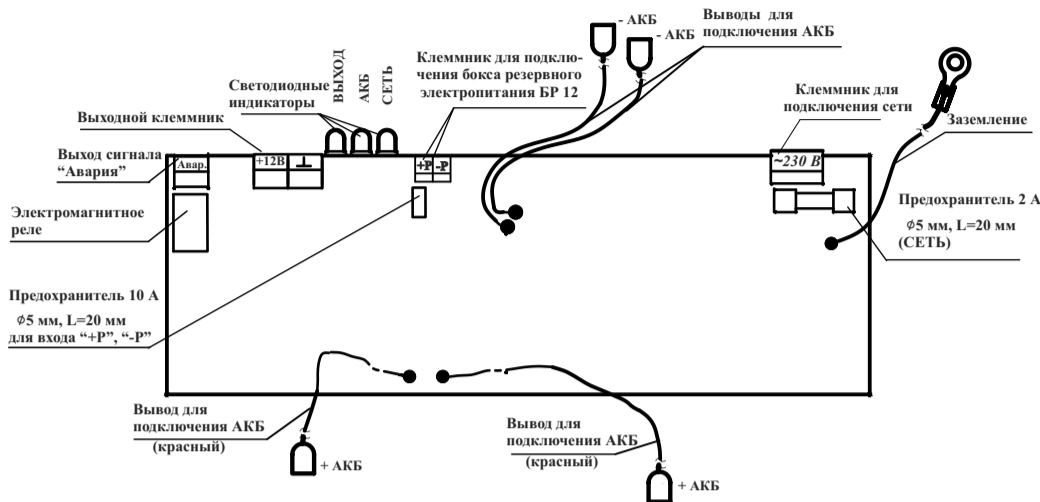 - АКБ
- АКБ
Выводы для
подключения АКБ
Клеммник для подклю-
чения бокса резервного
электропитания БР 12
Светодиодные
индикаторы
ВЫХОД
АКБ
СЕТЬ
Клеммник для
подключения сети
Заземление
Выходной клеммник
Выход сигнала
“Авария”
Авар.
+12В
⊥
+Р
-Р
~230 В
Электромагнитное
реле
Предохранитель 2 А
ϕ5 мм, L=20 мм
(СЕТЬ)
Предохранитель 10 А
ϕ5 мм, L=20 мм
для входа “+Р”, “-Р”
Вывод для
подключения АКБ
(красный)
+ АКБ
Вывод для
подключения АКБ
(красный)
+ АКБ